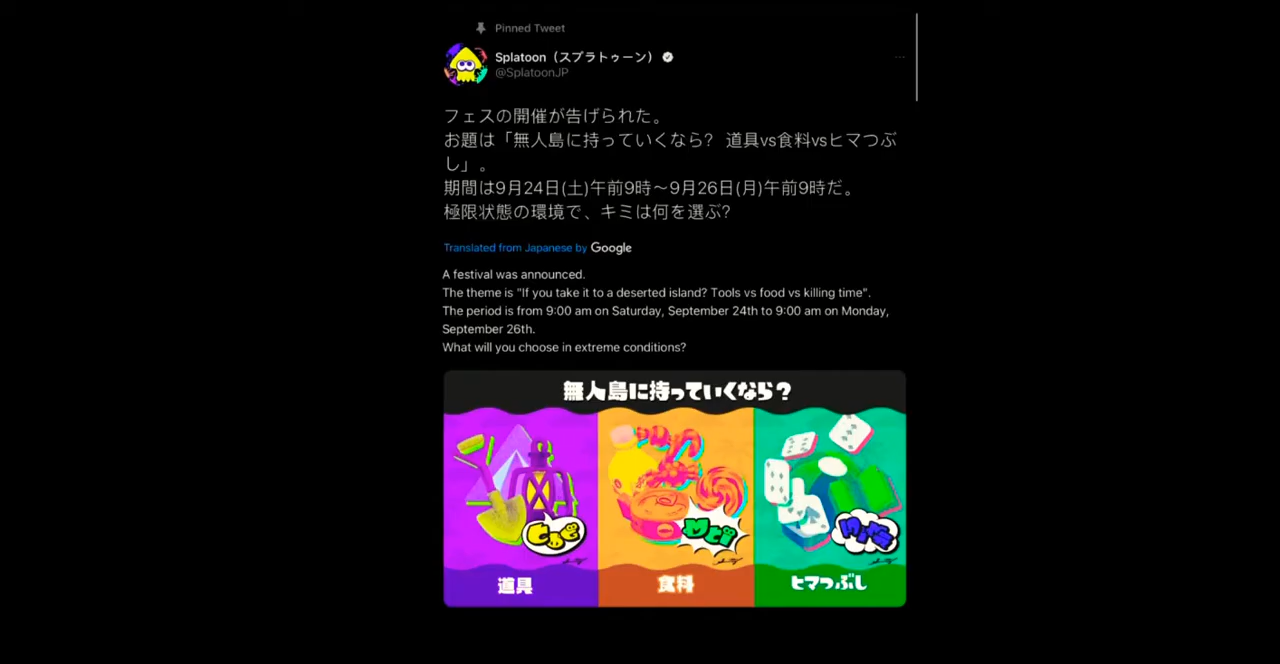 Pinned Tweet
Splatoon（スプラトゥーン）
@SplatoonJP
フェスの開催が告げられた。
お題は「無人島に持っていくなら？ 道具vs食料vsヒマつぶ
し」。
期間は9月24日(土)午前9時～9月26日(月)午前9時だ。
極限状態の環境で、キミは何を選ぶ？
Translated from Japanese by Google
A festival was announced.
The theme is "If you take it to a deserted island? Tools vs food vs killing time".
The period is from 9:00 am on Saturday, September 24th to 9:00 am on Monday,
September 26th.
What will you choose in extreme conditions?
無人島に持っていくなら？
道具
食料
ヒマつぶし